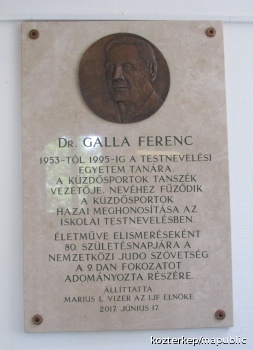 Dr. GALLA FERENC
1953-TÓL 1995-IG A TESTNEVELÉSI
EGYETEM TANÁRA.
A KÜZDŐSPORTOK TANSZÉK
VEZETŐJE. NEVÉHEZ FŰZŐDIK
A KÜZDŐSPORTOK
HAZAI MEGHONOSÍTÁSA AZ
ISKOLAI TESTNEVELÉSBEN.
ÉLETMŰVE ELISMERÉSEKÉNT
80. SZÜLETÉSNAPJÁRA A
NEMZETKÖZI JUDO SZÖVETSÉG
A 9. DAN FOKOZATOT
ADOMÁNYOZTA RÉSZÉRE.
ÁLLÍTTATTA
MARIUS L. VIZER AZ IJF ELNÖKE
2017. JÚNIUS 17.
kozterkep/mapublic